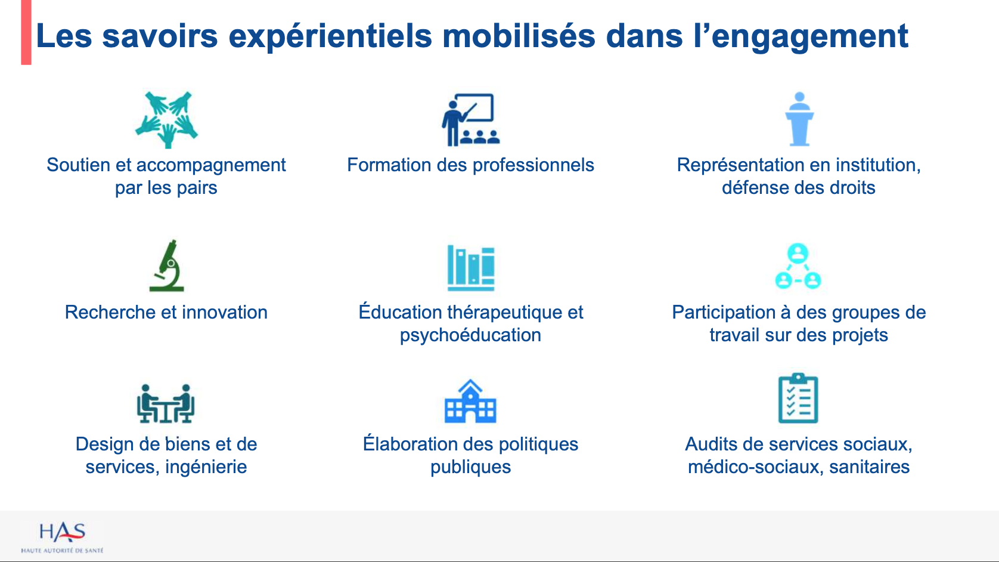 Les savoirs expérientiels mobilisés dans l’engagement
Soutien et accompagnement
par les pairs
Formation des professionnels
Représentation en institution,
défense des droits
Recherche et innovation
Éducation thérapeutique et
psychoéducation
Participation à des groupes de
travail sur des projets
Design de biens et de
services, ingénierie
Élaboration des politiques
publiques
Audits de services sociaux,
médico-sociaux, sanitaires
HAS
HAUTE AUTORITÉ DE SANTÉ